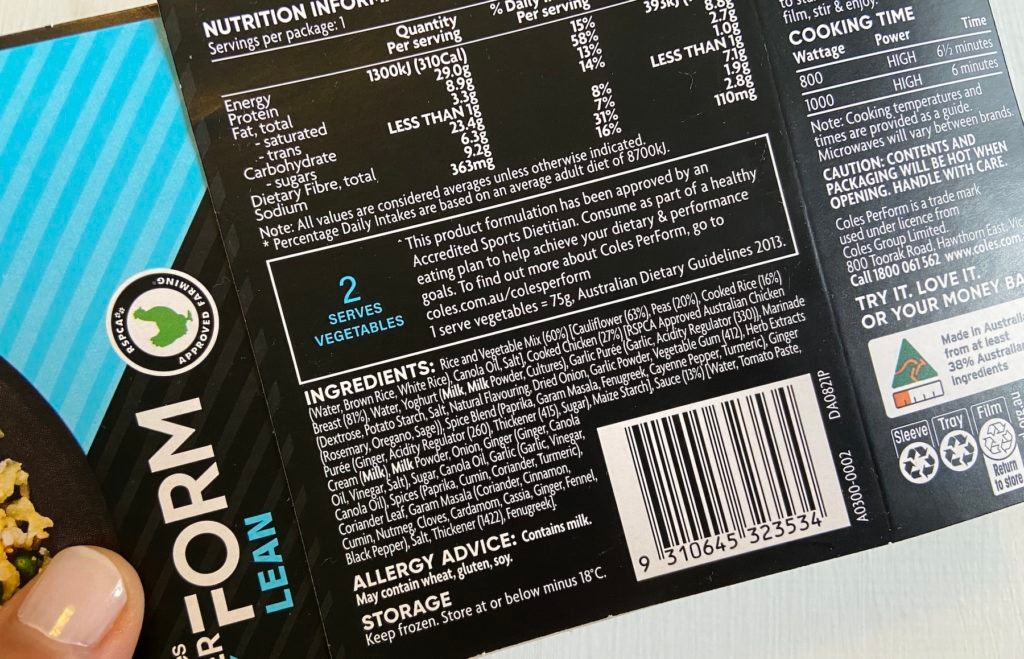 NUTRITION INFORM
Servings per package: 1
Quantity
Per serving
% Daily
Per serving
Energy 1300kJ (310Cal) 15% 393kJ
Protein 29.0g 58% 8.8g
Fat, total 8.9g 13% 2.7g
- saturated 3.3g 14% 1.0g
- trans LESS THAN 1g LESS THAN 1g
Carbohydrate 23.4g 8% 7.1g
- sugars 6.3g 7% 1.9g
Dietary Fibre, total 9.2g 31% 2.8g
Sodium 363mg 16% 110mg
Note: All values are considered averages unless otherwise indicated.
* Percentage Daily Intakes are based on an average adult diet of 8700kJ.
2
SERVES
VEGETABLES
^ This product formulation has been approved by an
Accredited Sports Dietitian. Consume as part of a healthy
eating plan to help achieve your dietary & performance
goals. To find out more about Coles PerForm, go to
coles.com.au/colesperform
1 serve vegetables = 75g, Australian Dietary Guidelines 2013.
INGREDIENTS: Rice and Vegetable Mix (60%) [Cauliflower (63%), Peas (20%), Cooked Rice (16%)
(Water, Brown Rice, White Rice), Canola Oil, Salt], Cooked Chicken (27%) [RSPCA Approved Australian Chicken
Breast (81%), Water, Yoghurt (Milk, Milk Powder, Cultures), Garlic Purée (Garlic, Acidity Regulator (330)), Marinade
(Dextrose, Potato Starch, Salt, Natural Flavouring, Dried Onion, Garlic Powder, Vegetable Gum (412), Herb Extracts
(Rosemary, Oregano, Sage)), Spice Blend (Paprika, Garam Masala, Fenugreek, Cayenne Pepper, Turmeric), Ginger
Purée (Ginger, Acidity Regulator (260), Thickener (415), Sugar), Maize Starch], Sauce (13%) [Water, Tomato Paste,
Cream (Milk), Milk Powder, Onion, Ginger (Ginger, Canola
Oil, Vinegar, Salt), Sugar, Canola Oil, Garlic (Garlic, Vinegar,
Canola Oil), Spices (Paprika, Cumin, Coriander, Turmeric),
Coriander Leaf, Garam Masala (Coriander, Cinnamon,
Cumin, Nutmeg, Cloves, Cardamom, Cassia, Ginger, Fennel,
Black Pepper), Salt, Thickener (1422), Fenugreek].
ALLERGY ADVICE: Contains milk.
May contain wheat, gluten, soy.
STORAGE
Keep frozen. Store at or below minus 18°C.
9 310645 323534
A0300-0002 DA0821P
film, stir & enjoy.
COOKING TIME
Wattage Power Time
800 HIGH 6½ minutes
1000 HIGH 6 minutes
Note: Cooking temperatures and
times are provided as a guide.
Microwaves will vary between brands.
CAUTION: CONTENTS AND
PACKAGING WILL BE HOT WHEN
OPENING. HANDLE WITH CARE.
Coles PerForm is a trade mark
used under licence from
Coles Group Limited.
800 Toorak Road, Hawthorn East, Vic
Call 1800 061 562 www.coles.com.
TRY IT. LOVE IT.
OR YOUR MONEY BA
Made in Australia
from at least
38% Australian
ingredients
Sleeve
Tray
Film
Return
to store
org.au
RSPCA
APPROVED FARMING
FORM
LEAN